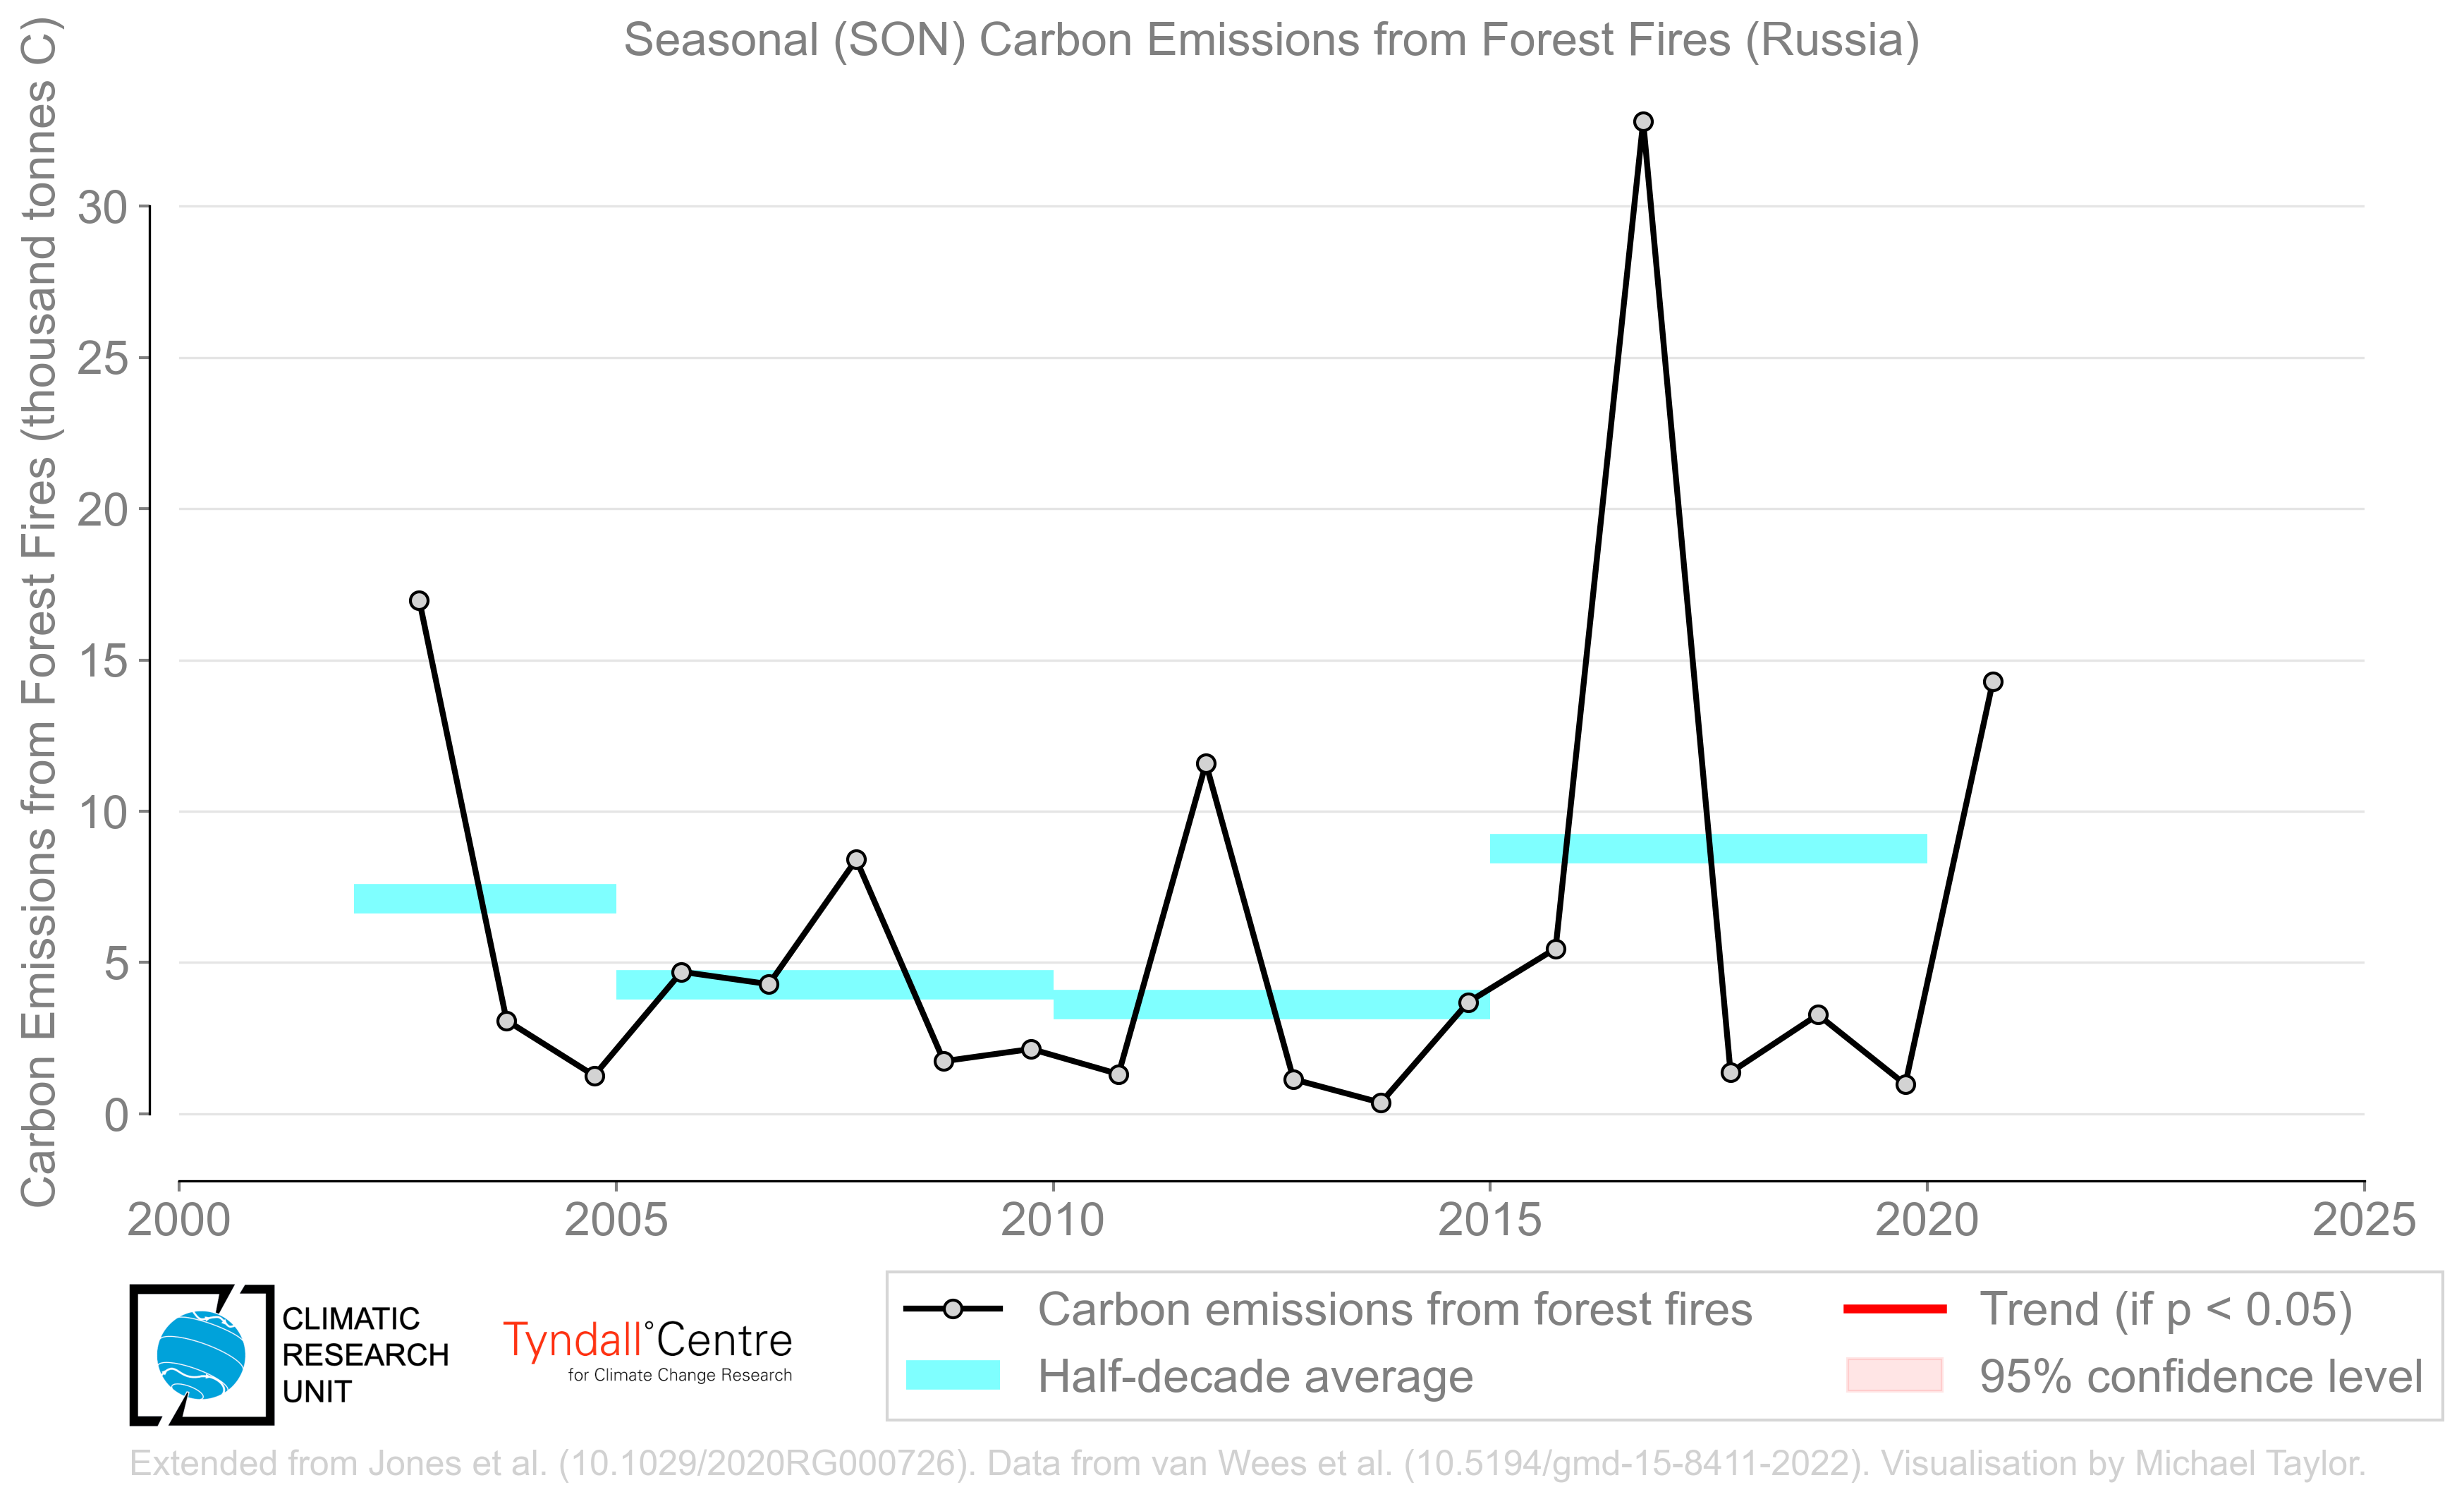 Seasonal (SON) Carbon Emissions from Forest Fires (Russia)
Carbon Emissions from Forest Fires (thousand tonnes C)
30
25
20
15
10
5
0
2000 2005 2010 2015 2020 2025
Carbon emissions from forest fires
Half-decade average
Trend (if p < 0.05)
95% confidence level
CLIMATIC
RESEARCH
UNIT
Tyndall°Centre
for Climate Change Research
Extended from Jones et al. (10.1029/2020RG000726). Data from van Wees et al. (10.5194/gmd-15-8411-2022). Visualisation by Michael Taylor.